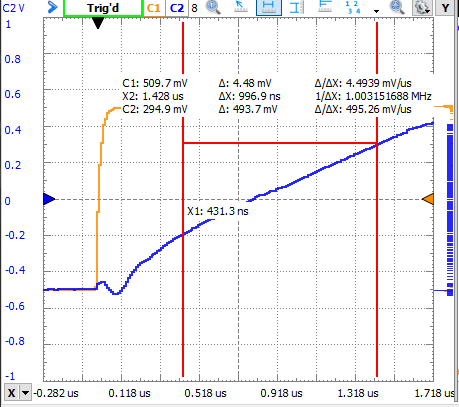 C2 V Trig'd C1 C2 8 Y
1
0.8
C1: 509.7 mV Δ: 4.48 mV Δ/ΔX: 4.4939 mV/us
X2: 1.428 us ΔX: 996.9 ns 1/ΔX: 1.003151688 MHz
C2: 294.9 mV Δ: 493.7 mV Δ/ΔX: 495.26 mV/us
0.4
0.2
0
X1: 431.3 ns
-0.2
-0.4
-0.6
-0.8
-1
X -0.282 us 0.118 us 0.518 us 0.918 us 1.318 us 1.718 us